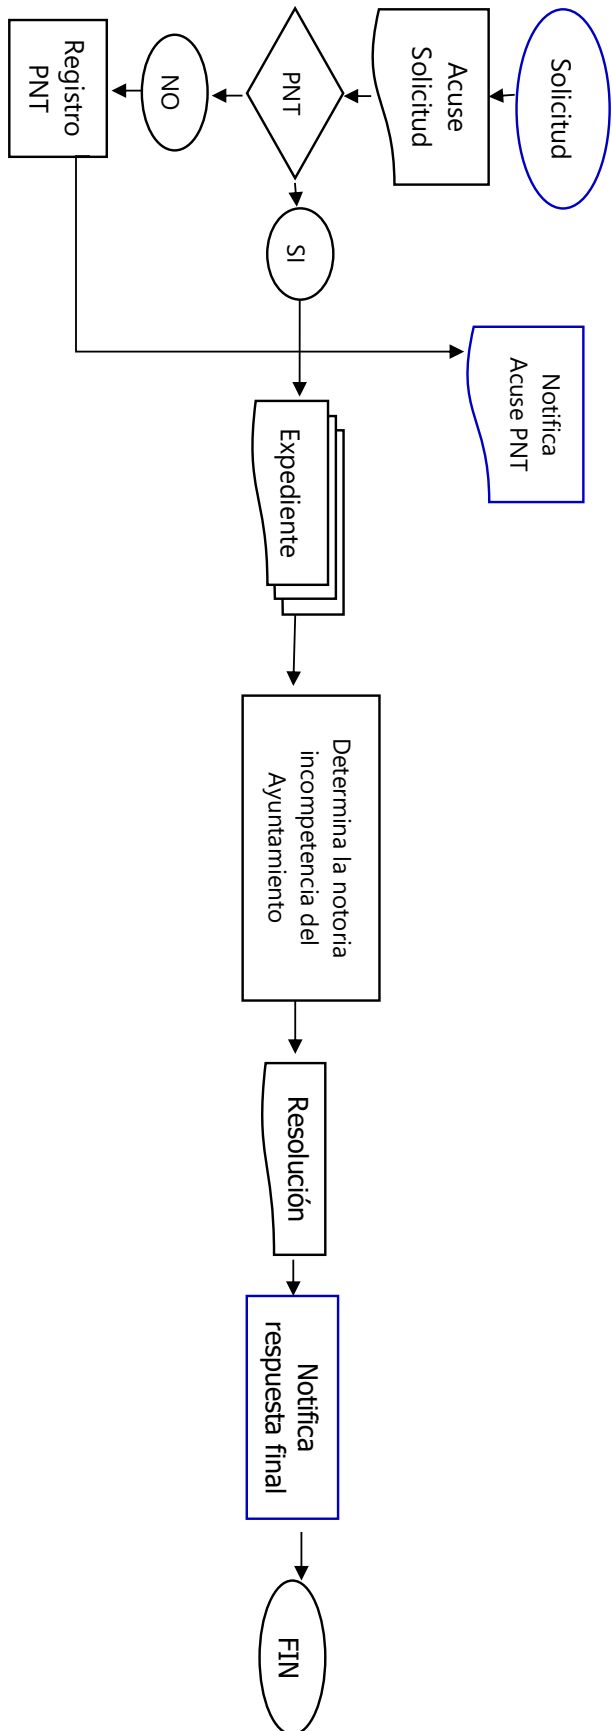 Solicitud
Acuse
Solicitud
PNT
NO
Registro
PNT
SI
Notifica
Acuse PNT
Expediente
Determina la notoria
incompetencia del
Ayuntamiento
Resolución
Notifica
respuesta final
FIN